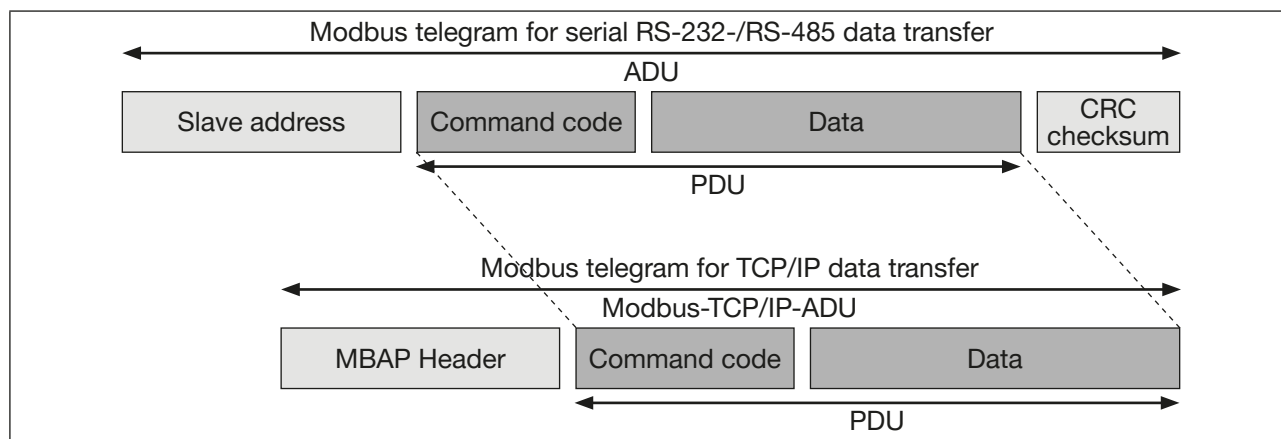 Modbus telegram for serial RS-232-/RS-485 data transfer
ADU
Slave address
Command code
Data
CRC
checksum
PDU
Modbus telegram for TCP/IP data transfer
Modbus-TCP/IP-ADU
MBAP Header
Command code
Data
PDU